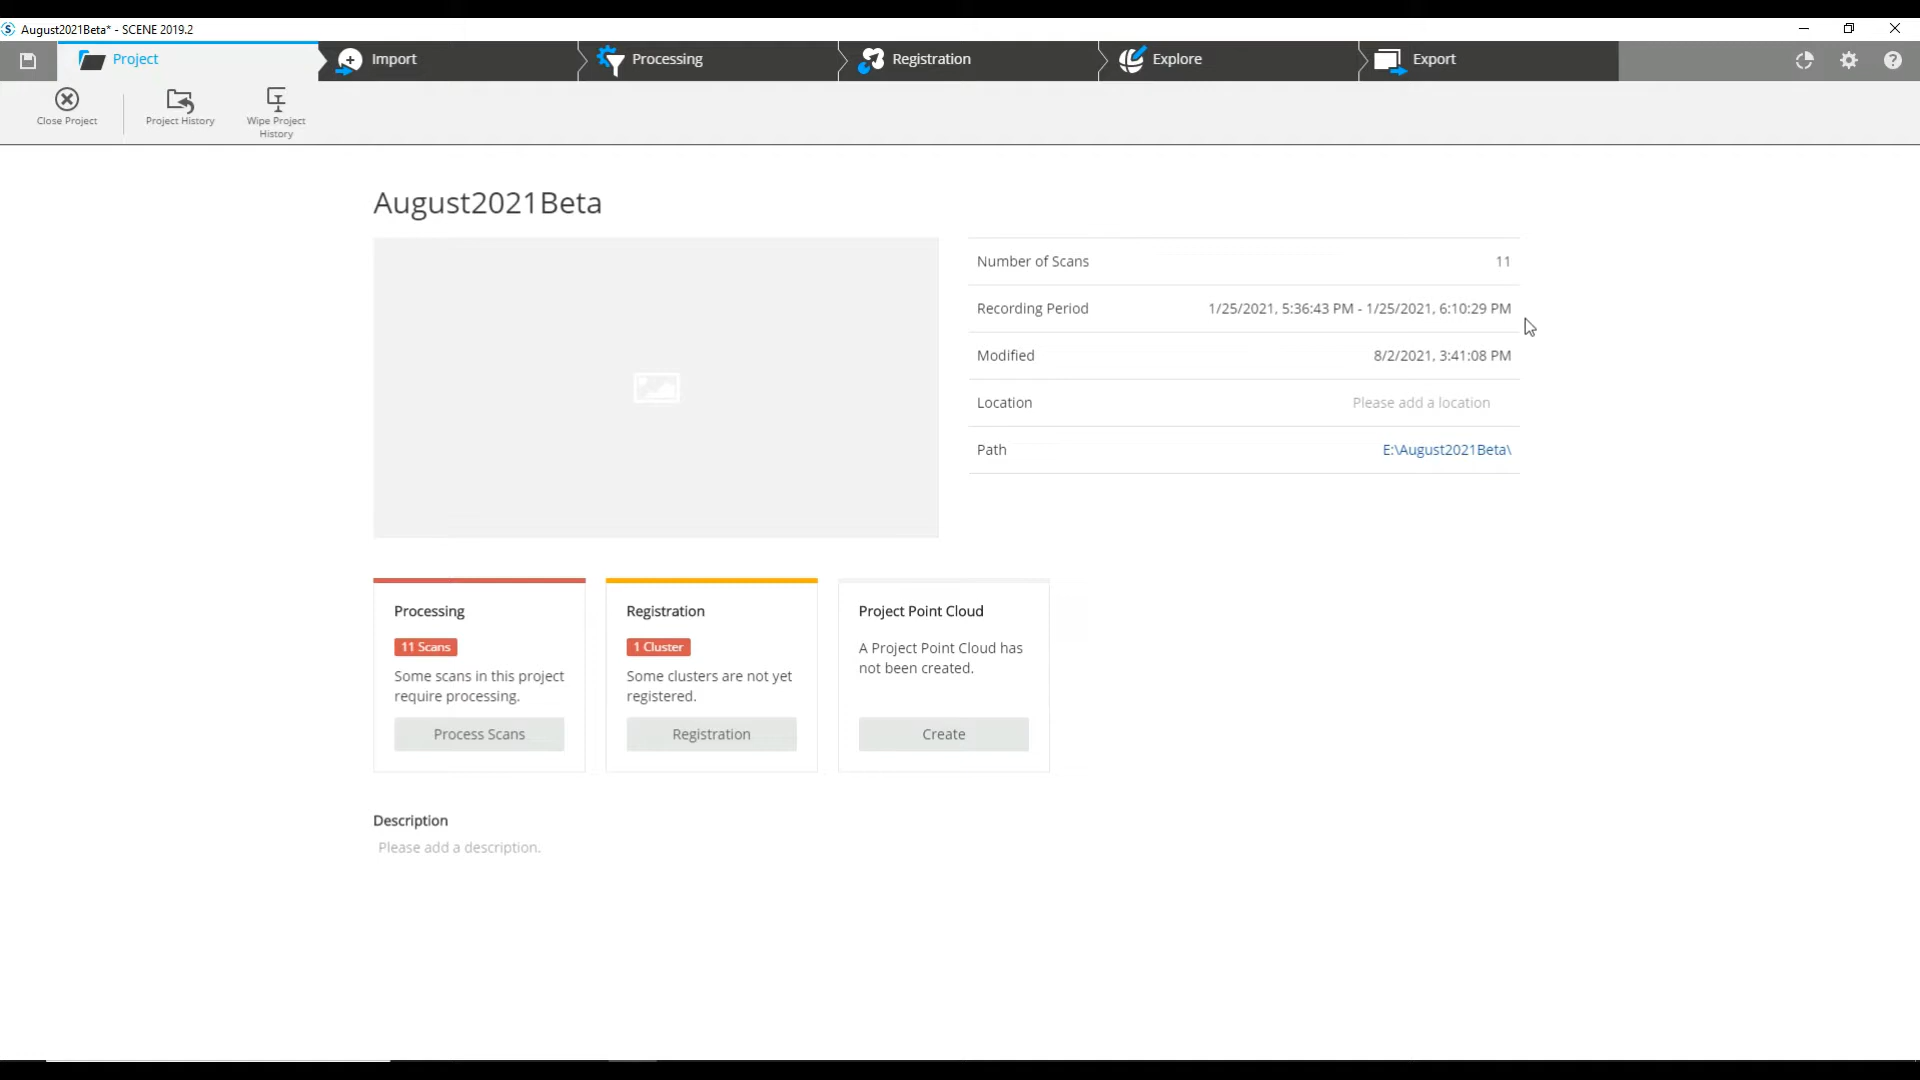 August2021Beta* - SCENE 2019.2
Project
Import
Processing
Registration
Explore
Export
Close Project
Project History
Wipe Project
History
August2021Beta
Number of Scans 11
Recording Period 1/25/2021, 5:36:43 PM - 1/25/2021, 6:10:29 PM
Modified 8/2/2021, 3:41:08 PM
Location Please add a location
Path E:\August2021Beta\
Processing
11 Scans
Some scans in this project
require processing.
Process Scans
Registration
1 Cluster
Some clusters are not yet
registered.
Registration
Project Point Cloud
A Project Point Cloud has
not been created.
Create
Description
Please add a description.